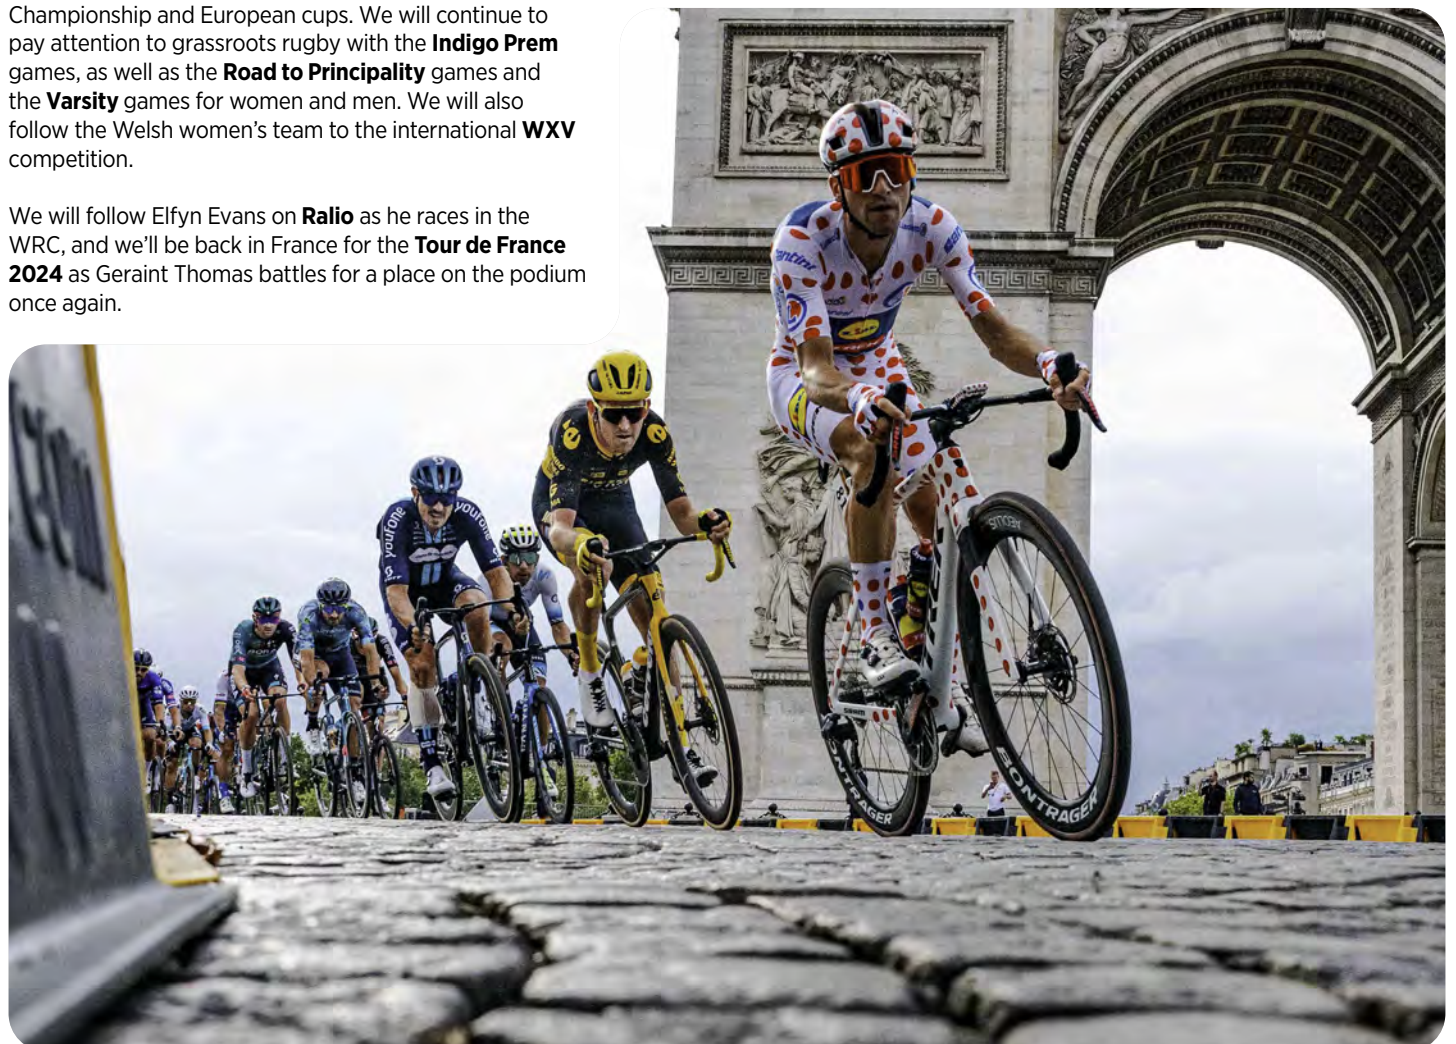 Championship and European cups. We will continue to
pay attention to grassroots rugby with the Indigo Prem
games, as well as the Road to Principality games and
the Varsity games for women and men. We will also
follow the Welsh women’s team to the international WXV
competition.
We will follow Elfyn Evans on Ralio as he races in the
WRC, and we’ll be back in France for the Tour de France
2024 as Geraint Thomas battles for a place on the podium
once again.
youfone
youfone
AEOLUS
BONTRAGER